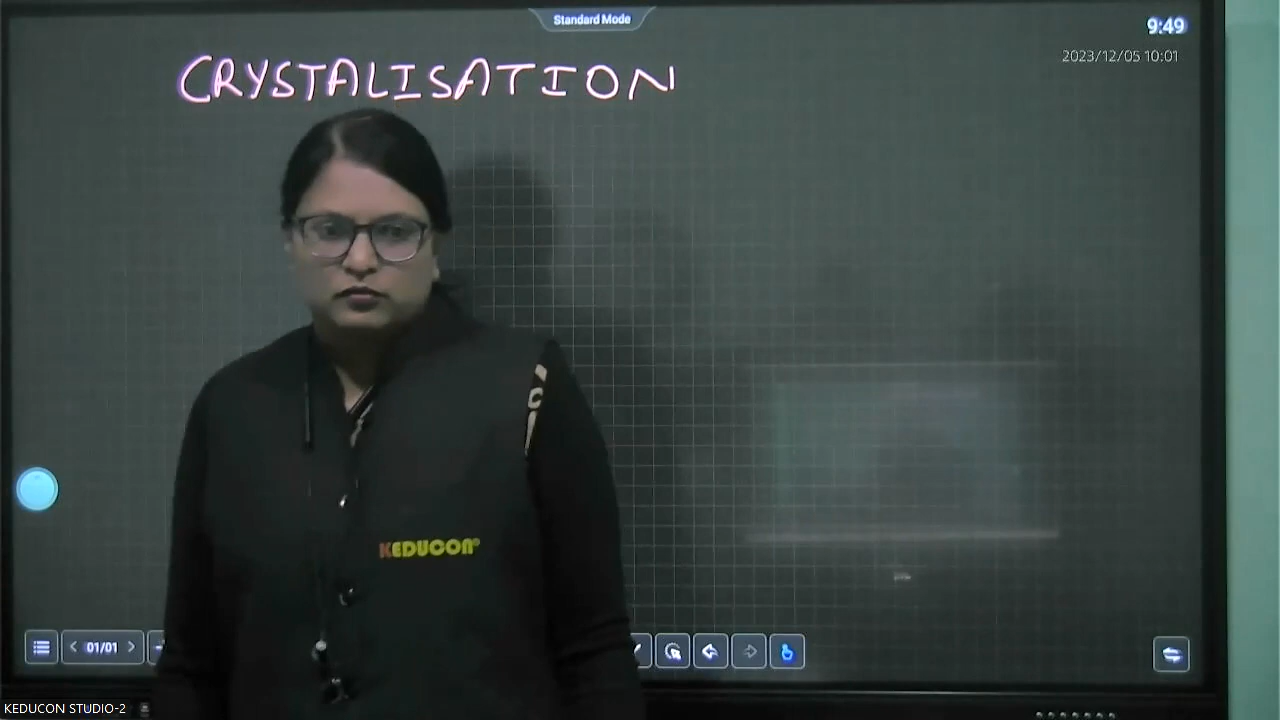 Standard Mode
9:49
2023/12/05 10:01
CRYSTALISATION
KEDUCON®
01/01
KEDUCON STUDIO-2